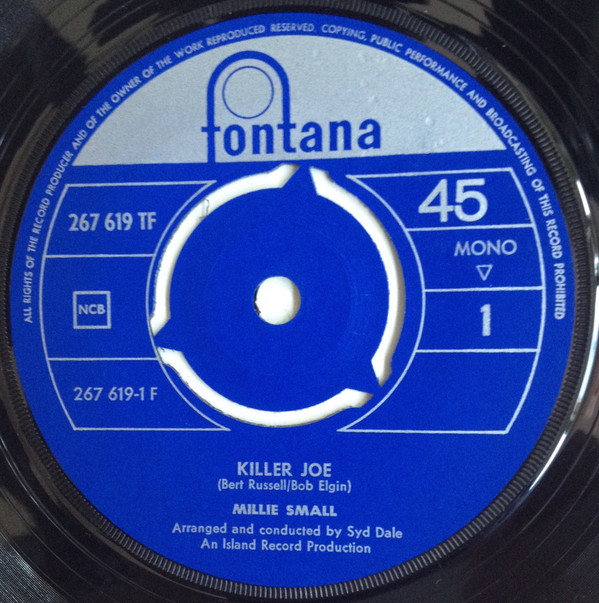 ALL RIGHTS OF THE RECORD PRODUCER AND OF THE OWNER OF THE WORK REPRODUCED RESERVED. COPYING, PUBLIC PERFORMANCE AND BROADCASTING OF THIS RECORD PROHIBITED
fontana
267 619 TF
45
MONO
▽
NCB
1
267 619-1 F
KILLER JOE
(Bert Russell/Bob Elgin)
MILLIE SMALL
Arranged and conducted by Syd Dale
An Island Record Production